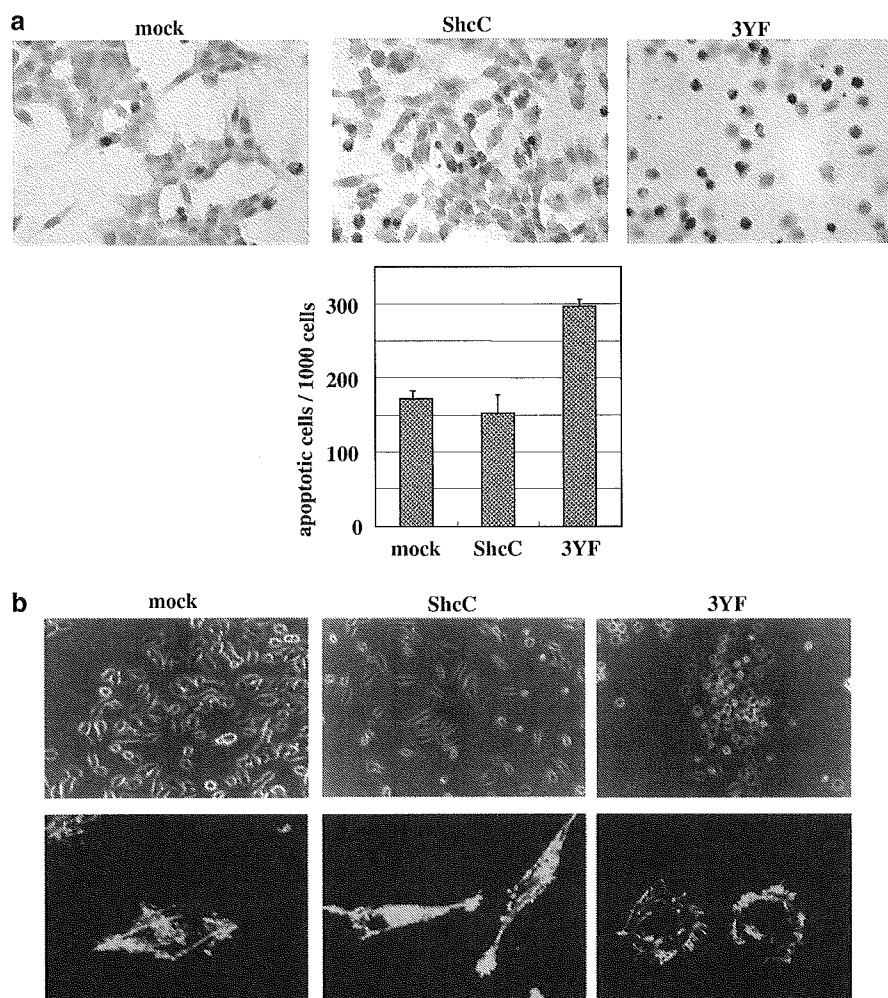 a
mock
ShcC
3YF
apoptotic cells / 1000 cells
300
200
100
0
mock
ShcC
3YF
b
mock
ShcC
3YF